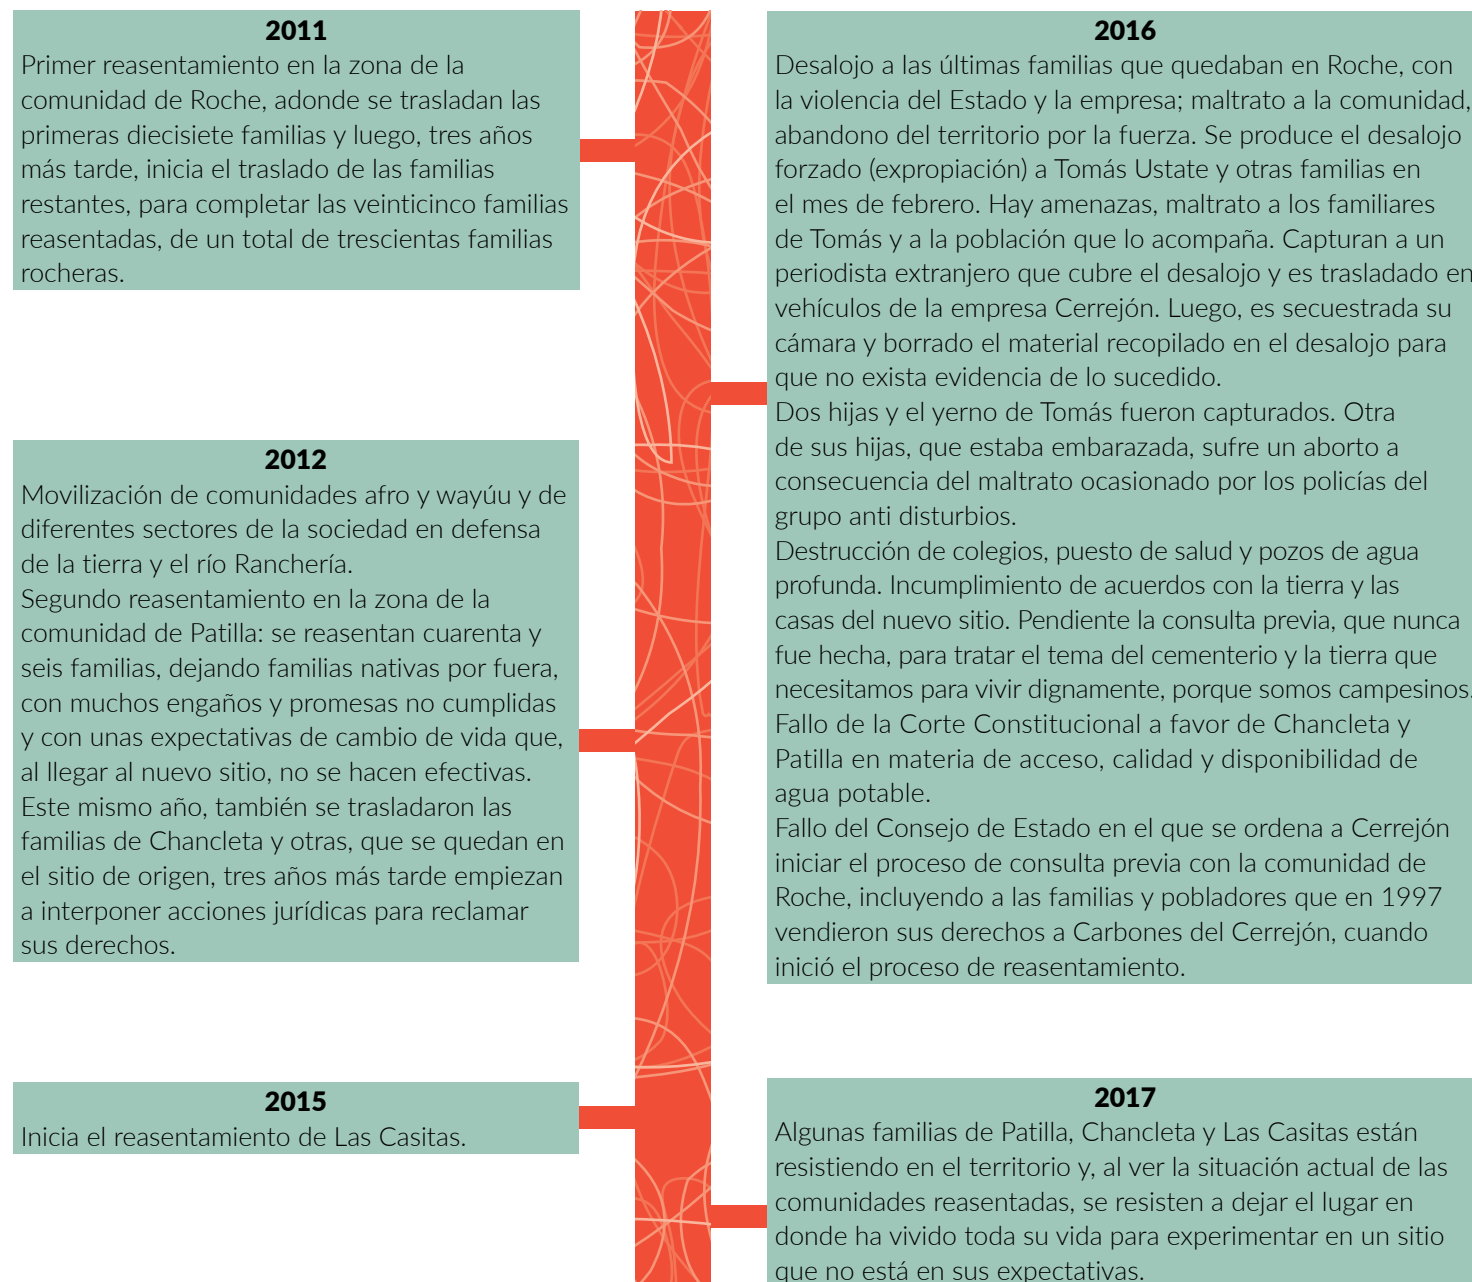 2011
Primer reasentamiento en la zona de la
comunidad de Roche, adonde se trasladan las
primeras diecisiete familias y luego, tres años
más tarde, inicia el traslado de las familias
restantes, para completar las veinticinco familias
reasentadas, de un total de trescientas familias
rocheras.
2012
Movilización de comunidades afro y wayúu y de
diferentes sectores de la sociedad en defensa
de la tierra y el río Ranchería.
Segundo reasentamiento en la zona de la
comunidad de Patilla: se reasentan cuarenta y
seis familias, dejando familias nativas por fuera,
con muchos engaños y promesas no cumplidas
y con unas expectativas de cambio de vida que,
al llegar al nuevo sitio, no se hacen efectivas.
Este mismo año, también se trasladaron las
familias de Chancleta y otras, que se quedan en
el sitio de origen, tres años más tarde empiezan
a interponer acciones jurídicas para reclamar
sus derechos.
2015
Inicia el reasentamiento de Las Casitas.
2016
Desalojo a las últimas familias que quedaban en Roche, con
la violencia del Estado y la empresa; maltrato a la comunidad,
abandono del territorio por la fuerza. Se produce el desalojo
forzado (expropiación) a Tomás Ustate y otras familias en
el mes de febrero. Hay amenazas, maltrato a los familiares
de Tomás y a la población que lo acompaña. Capturan a un
periodista extranjero que cubre el desalojo y es trasladado en
vehículos de la empresa Cerrejón. Luego, es secuestrada su
cámara y borrado el material recopilado en el desalojo para
que no exista evidencia de lo sucedido.
Dos hijas y el yerno de Tomás fueron capturados. Otra
de sus hijas, que estaba embarazada, sufre un aborto a
consecuencia del maltrato ocasionado por los policías del
grupo anti disturbios.
Destrucción de colegios, puesto de salud y pozos de agua
profunda. Incumplimiento de acuerdos con la tierra y las
casas del nuevo sitio. Pendiente la consulta previa, que nunca
fue hecha, para tratar el tema del cementerio y la tierra que
necesitamos para vivir dignamente, porque somos campesinos.
Fallo de la Corte Constitucional a favor de Chancleta y
Patilla en materia de acceso, calidad y disponibilidad de
agua potable.
Fallo del Consejo de Estado en el que se ordena a Cerrejón
iniciar el proceso de consulta previa con la comunidad de
Roche, incluyendo a las familias y pobladores que en 1997
vendieron sus derechos a Carbones del Cerrejón, cuando
inició el proceso de reasentamiento.
2017
Algunas familias de Patilla, Chancleta y Las Casitas están
resistiendo en el territorio y, al ver la situación actual de las
comunidades reasentadas, se resisten a dejar el lugar en
donde ha vivido toda su vida para experimentar en un sitio
que no está en sus expectativas.